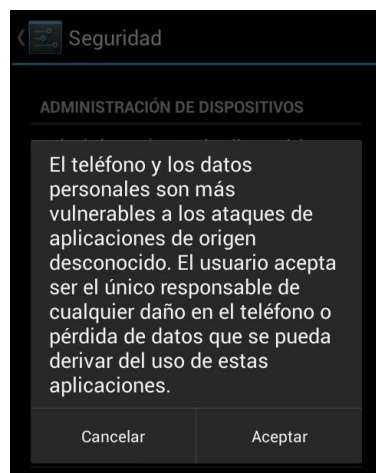 Seguridad
ADMINISTRACIÓN DE DISPOSITIVOS
El teléfono y los datos
personales son más
vulnerables a los ataques de
aplicaciones de origen
desconocido. El usuario acepta
ser el único responsable de
cualquier daño en el teléfono o
pérdida de datos que se pueda
derivar del uso de estas
aplicaciones.
Cancelar Aceptar